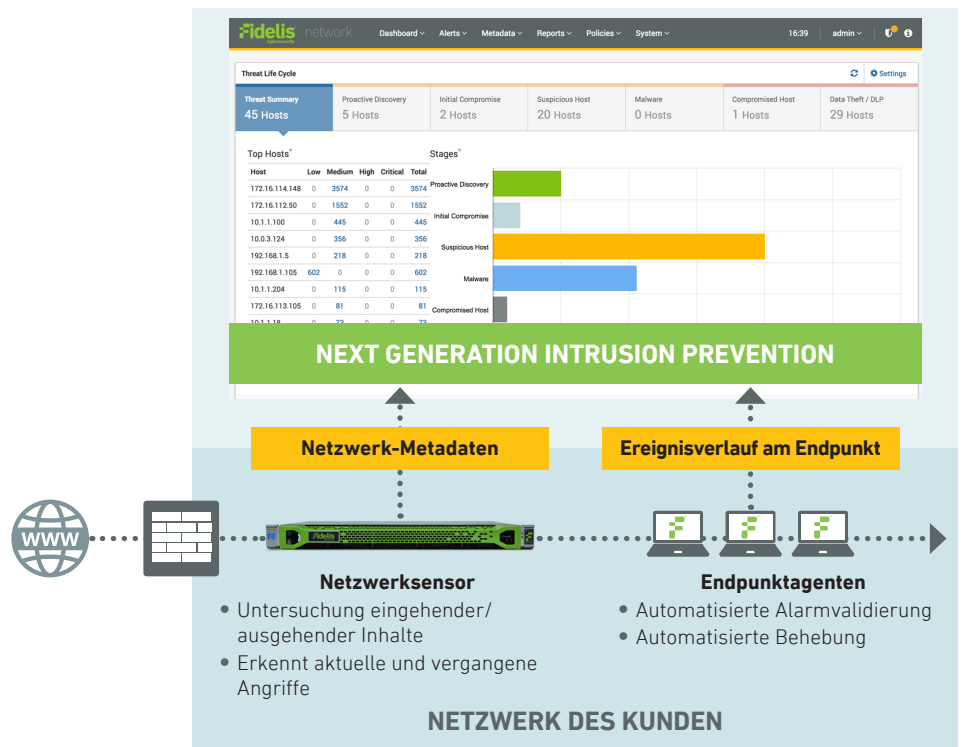 Fidelis network Dashboard Alerts Metadata Reports Policies System 16:39 admin
Cybersecurity
Threat Life Cycle Settings
Threat Summary Proactive Discovery Initial Compromise Suspicious Host Malware Compromised Host Data Theft / DLP
45 Hosts 5 Hosts 2 Hosts 20 Hosts 0 Hosts 1 Hosts 29 Hosts
Top Hosts* Stages*
Host Low Medium High Critical Total
172.16.114.148 0 3574 0 0 3574
172.16.112.50 0 1552 0 0 1552
10.1.1.100 0 445 0 0 445
10.0.3.124 0 356 0 0 356
192.168.1.5 0 218 0 0 218
192.168.1.105 602 0 0 0 602
10.1.1.204 0 115 0 0 115
172.16.113.105 0 81 0 0 81
Proactive Discovery
Initial Compromise
Suspicious Host
Malware
Compromised Host
NEXT GENERATION INTRUSION PREVENTION
Netzwerk-Metadaten
Ereignisverlauf am Endpunkt
WWW
Fidelis
Netzwerksensor
• Untersuchung eingehender/
ausgehender Inhalte
• Erkennt aktuelle und vergangene
Angriffe
Endpunktagenten
• Automatisierte Alarmvalidierung
• Automatisierte Behebung
NETZWERK DES KUNDEN